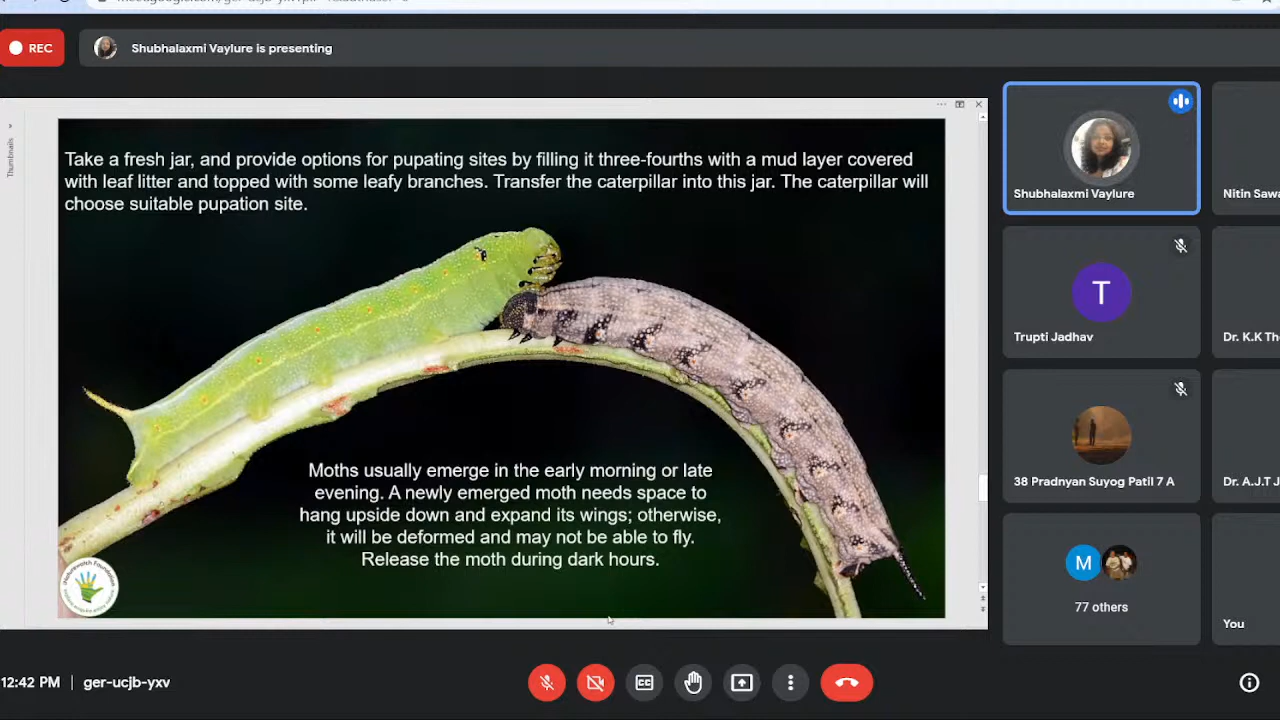 REC
Shubhalaxmi Vaylure is presenting
Thumbnails
Take a fresh jar, and provide options for pupating sites by filling it three-fourths with a mud layer covered
with leaf litter and topped with some leafy branches. Transfer the caterpillar into this jar. The caterpillar will
choose suitable pupation site.
Moths usually emerge in the early morning or late
evening. A newly emerged moth needs space to
hang upside down and expand its wings; otherwise,
it will be deformed and may not be able to fly.
Release the moth during dark hours.
Shubhalaxmi Vaylure
Nitin Sawa
T
Trupti Jadhav
Dr. K.K Th
38 Pradnyan Suyog Patil 7 A
Dr. A.J.T J
M
77 others
You
12:42 PM | ger-ucjb-yxv